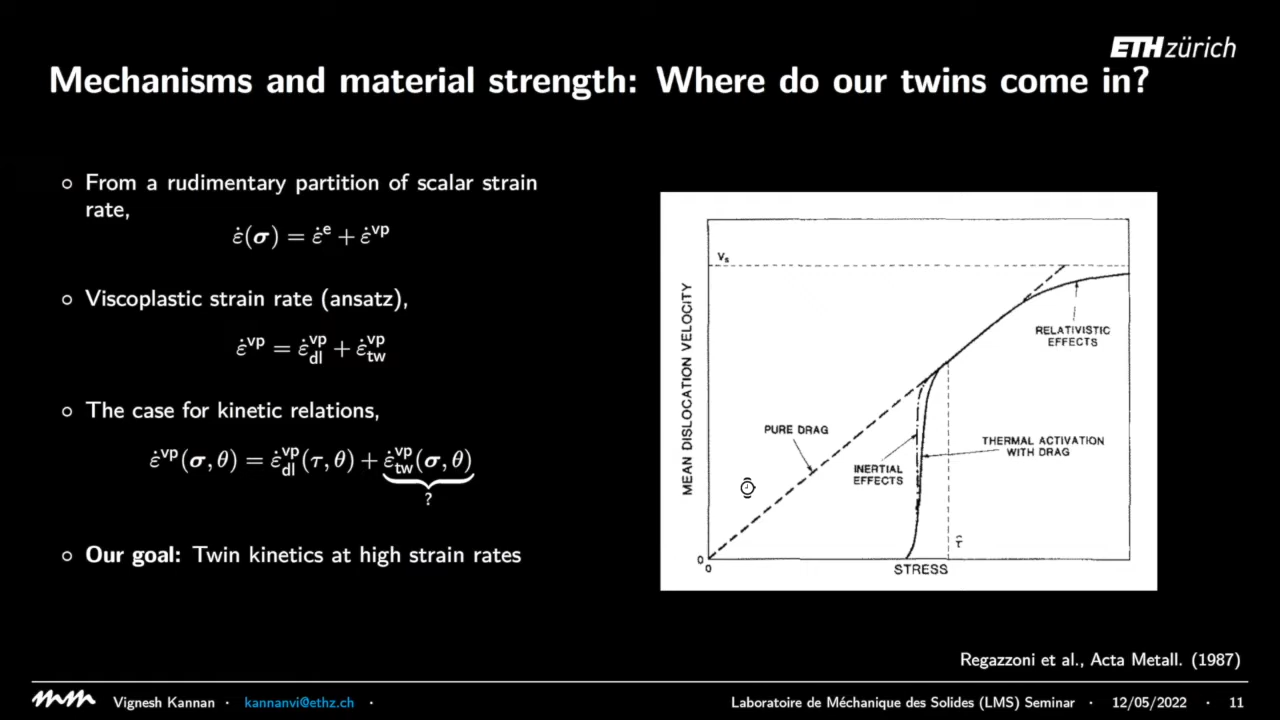 ETH zürich
Mechanisms and material strength: Where do our twins come in?
◦ From a rudimentary partition of scalar strain
rate,
ε̇(σ) = ε̇ᵉ + ε̇ᵛᵖ
◦ Viscoplastic strain rate (ansatz),
ε̇ᵛᵖ = ε̇ᵛᵖ_dl + ε̇ᵛᵖ_tw
◦ The case for kinetic relations,
ε̇ᵛᵖ(σ, θ) = ε̇ᵛᵖ_dl(τ, θ) + ε̇ᵛᵖ_tw(σ, θ)
?
◦ Our goal: Twin kinetics at high strain rates
Vs
MEAN DISLOCATION VELOCITY
RELATIVISTIC
EFFECTS
PURE DRAG
INERTIAL
EFFECTS
THERMAL ACTIVATION
WITH DRAG
τ̂
0
0
STRESS
Regazzoni et al., Acta Metall. (1987)
Vignesh Kannan · kannanvi@ethz.ch ·
Laboratoire de Méchanique des Solides (LMS) Seminar · 12/05/2022 · 11